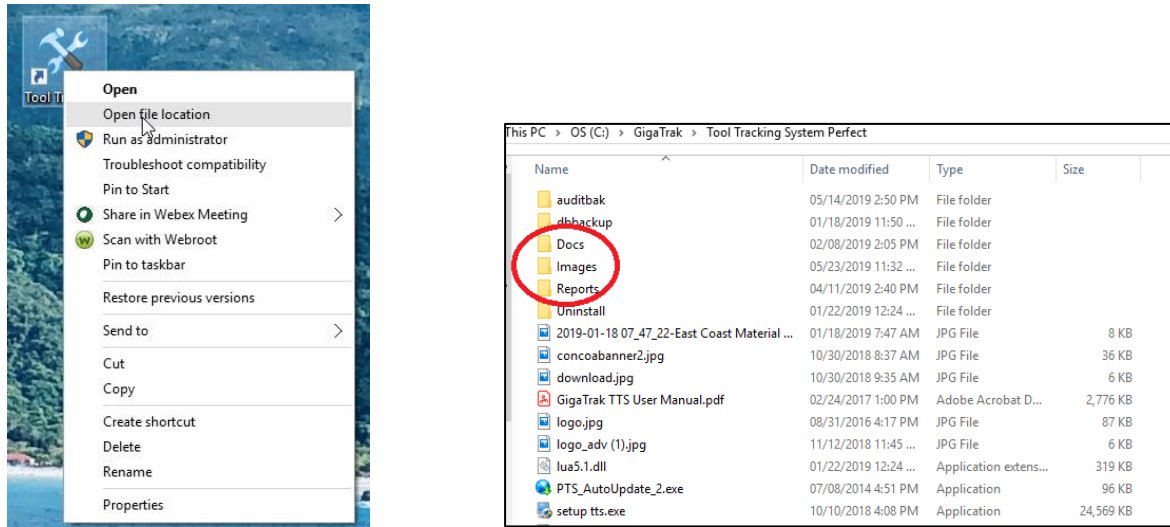 Tool Tr
Open
Open file location
Run as administrator
Troubleshoot compatibility
Pin to Start
Share in Webex Meeting
Scan with Webroot
Pin to taskbar
Restore previous versions
Send to
Cut
Copy
Create shortcut
Delete
Rename
Properties
This PC > OS (C:) > GigaTrak > Tool Tracking System Perfect
Name Date modified Type Size
auditbak 05/14/2019 2:50 PM File folder
dbbackup 01/18/2019 11:50 ... File folder
Docs 02/08/2019 2:05 PM File folder
Images 05/23/2019 11:32 ... File folder
Reports 04/11/2019 2:40 PM File folder
Uninstall 01/22/2019 12:24 ... File folder
2019-01-18 07_47_22-East Coast Material ... 01/18/2019 7:47 AM JPG File 8 KB
concoabanner2.jpg 10/30/2018 8:37 AM JPG File 36 KB
download.jpg 10/30/2018 9:35 AM JPG File 6 KB
GigaTrak TTS User Manual.pdf 02/24/2017 1:00 PM Adobe Acrobat D... 2,776 KB
logo.jpg 08/31/2016 4:17 PM JPG File 87 KB
logo_adv (1).jpg 11/12/2018 11:45 ... JPG File 6 KB
lua5.1.dll 01/22/2019 12:24 ... Application extens... 319 KB
PTS_AutoUpdate_2.exe 07/08/2014 4:51 PM Application 96 KB
setup tts.exe 10/10/2018 4:08 PM Application 24,569 KB